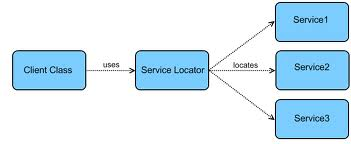 Client Class
uses
Service Locator
locates
Service1
Service2
Service3